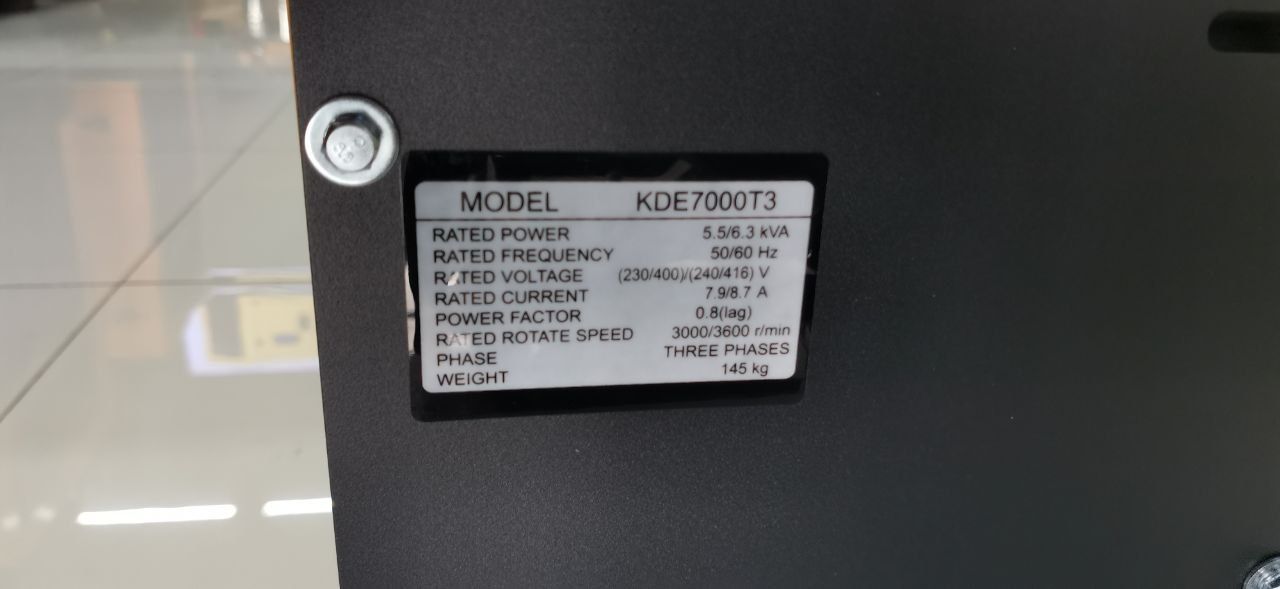 MODEL KDE7000T3
RATED POWER 5.5/6.3 kVA
RATED FREQUENCY 50/60 Hz
RATED VOLTAGE (230/400)/(240/416) V
RATED CURRENT 7.9/8.7 A
POWER FACTOR 0.8(lag)
RATED ROTATE SPEED 3000/3600 r/min
PHASE THREE PHASES
WEIGHT 145 kg